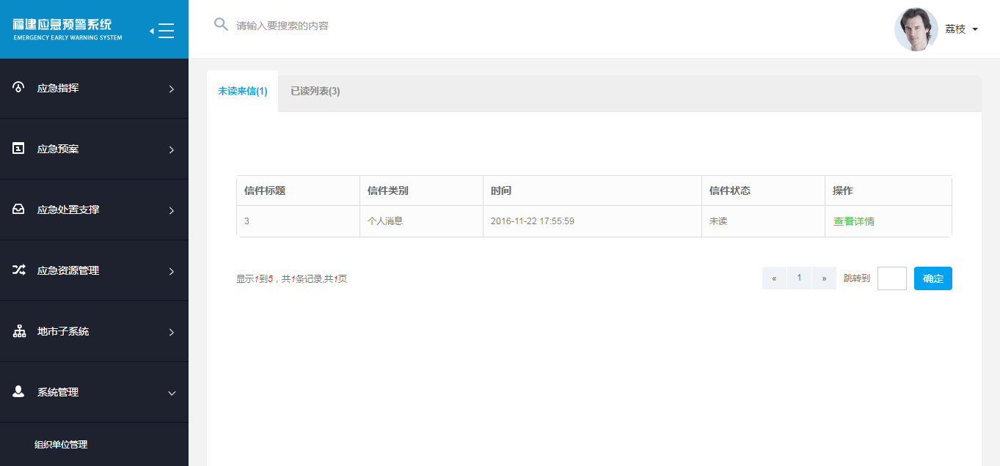 福建应急预警系统
EMERGENCY EARLY WARNING SYSTEM
请输入要搜索的内容
荔枝
应急指挥
应急预案
应急处置支撑
应急资源管理
地市子系统
系统管理
组织单位管理
未读来信(1) 已读列表(3)
信件标题 信件类别 时间 信件状态 操作
3 个人消息 2016-11-22 17:55:59 未读 查看详情
显示1到5，共1条记录,共1页
« 1 » 跳转到 确定